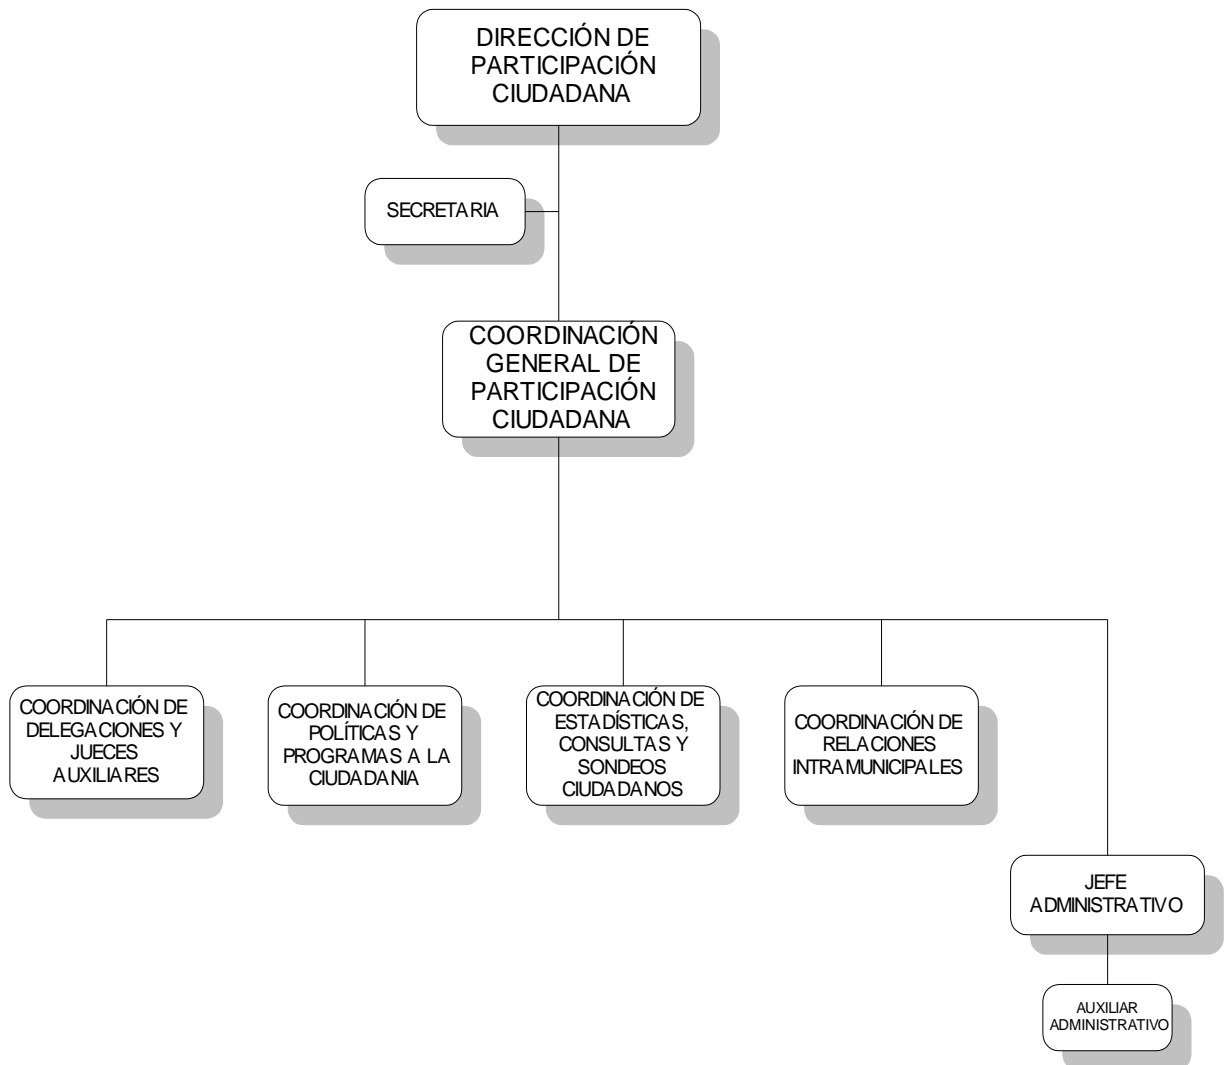 DIRECCIÓN DE
PARTICIPACIÓN
CIUDADANA
SECRETARIA
COORDINACIÓN
GENERAL DE
PARTICIPACIÓN
CIUDADANA
COORDINACIÓN DE
DELEGACIONES Y
JUECES
AUXILIARES
COORDINACIÓN DE
POLÍTICAS Y
PROGRAMAS A LA
CIUDADANIA
COORDINACIÓN DE
ESTADÍSTICAS,
CONSULTAS Y
SONDEOS
CIUDADANOS
COORDINACIÓN DE
RELACIONES
INTRAMUNICIPALES
JEFE
ADMINISTRATIVO
AUXILIAR
ADMINISTRATIVO